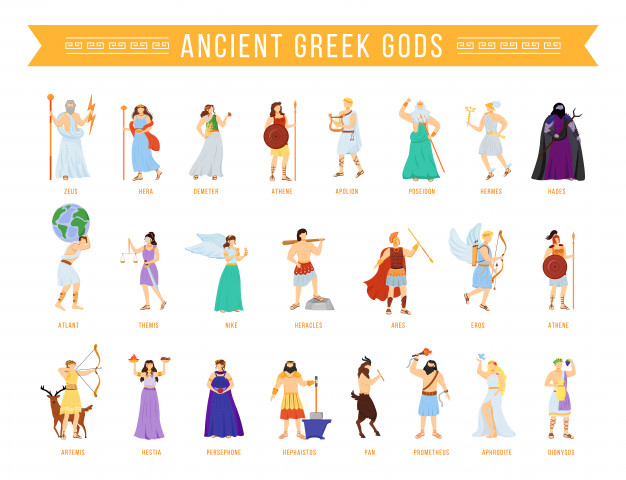 ANCIENT GREEK GODS
ZEUS
HERA
DEMETER
ATHENE
APOLION
POSEIDON
HERMES
HADES
ATLANT
THEMIS
NIKE
HERACLES
ARES
EROS
ATHENE
ARTEMIS
HESTIA
PERSEPHONE
HEPHAISTOS
PAN
PROMETHEUS
APHRODITE
DIONYSOS